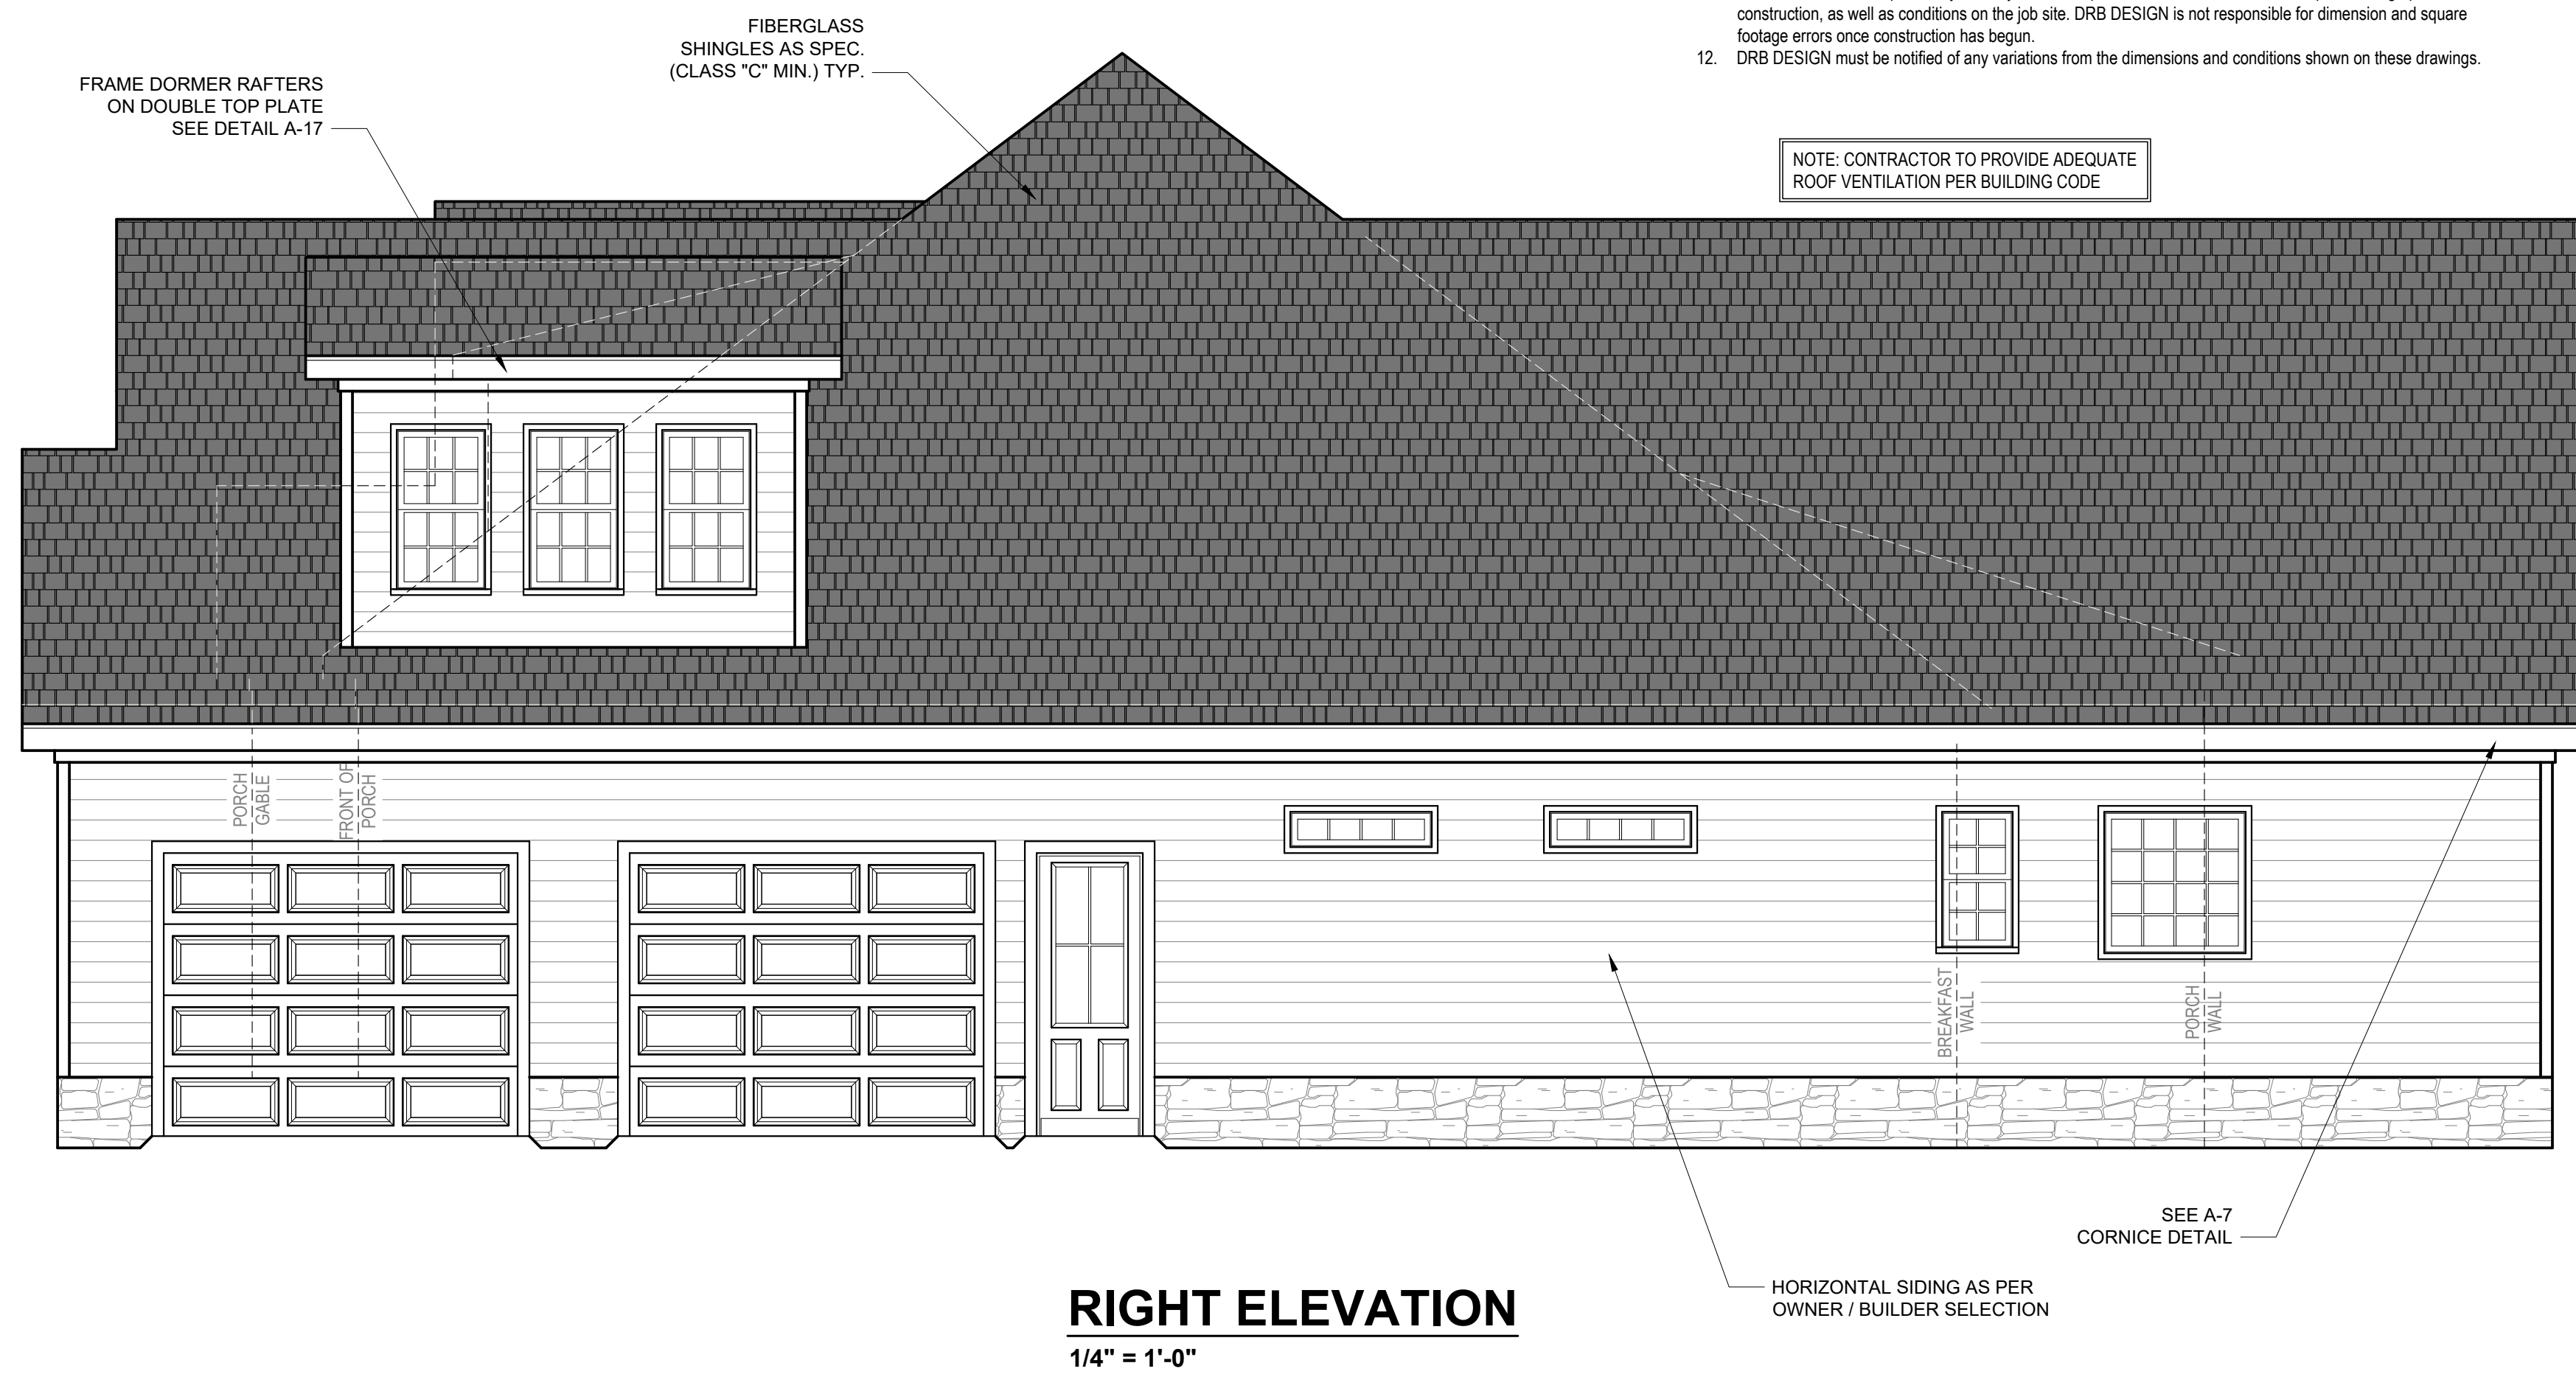 construction, as well as conditions on the job site. DRB DESIGN is not responsible for dimension and square
footage errors once construction has begun.
12. DRB DESIGN must be notified of any variations from the dimensions and conditions shown on these drawings.
FIBERGLASS
SHINGLES AS SPEC.
(CLASS "C" MIN.) TYP.
FRAME DORMER RAFTERS
ON DOUBLE TOP PLATE
SEE DETAIL A-17
NOTE: CONTRACTOR TO PROVIDE ADEQUATE
ROOF VENTILATION PER BUILDING CODE
PORCH
GABLE
FRONT OF
PORCH
BREAKFAST
WALL
PORCH
WALL
SEE A-7
CORNICE DETAIL
HORIZONTAL SIDING AS PER
OWNER / BUILDER SELECTION
RIGHT ELEVATION
1/4" = 1'-0"